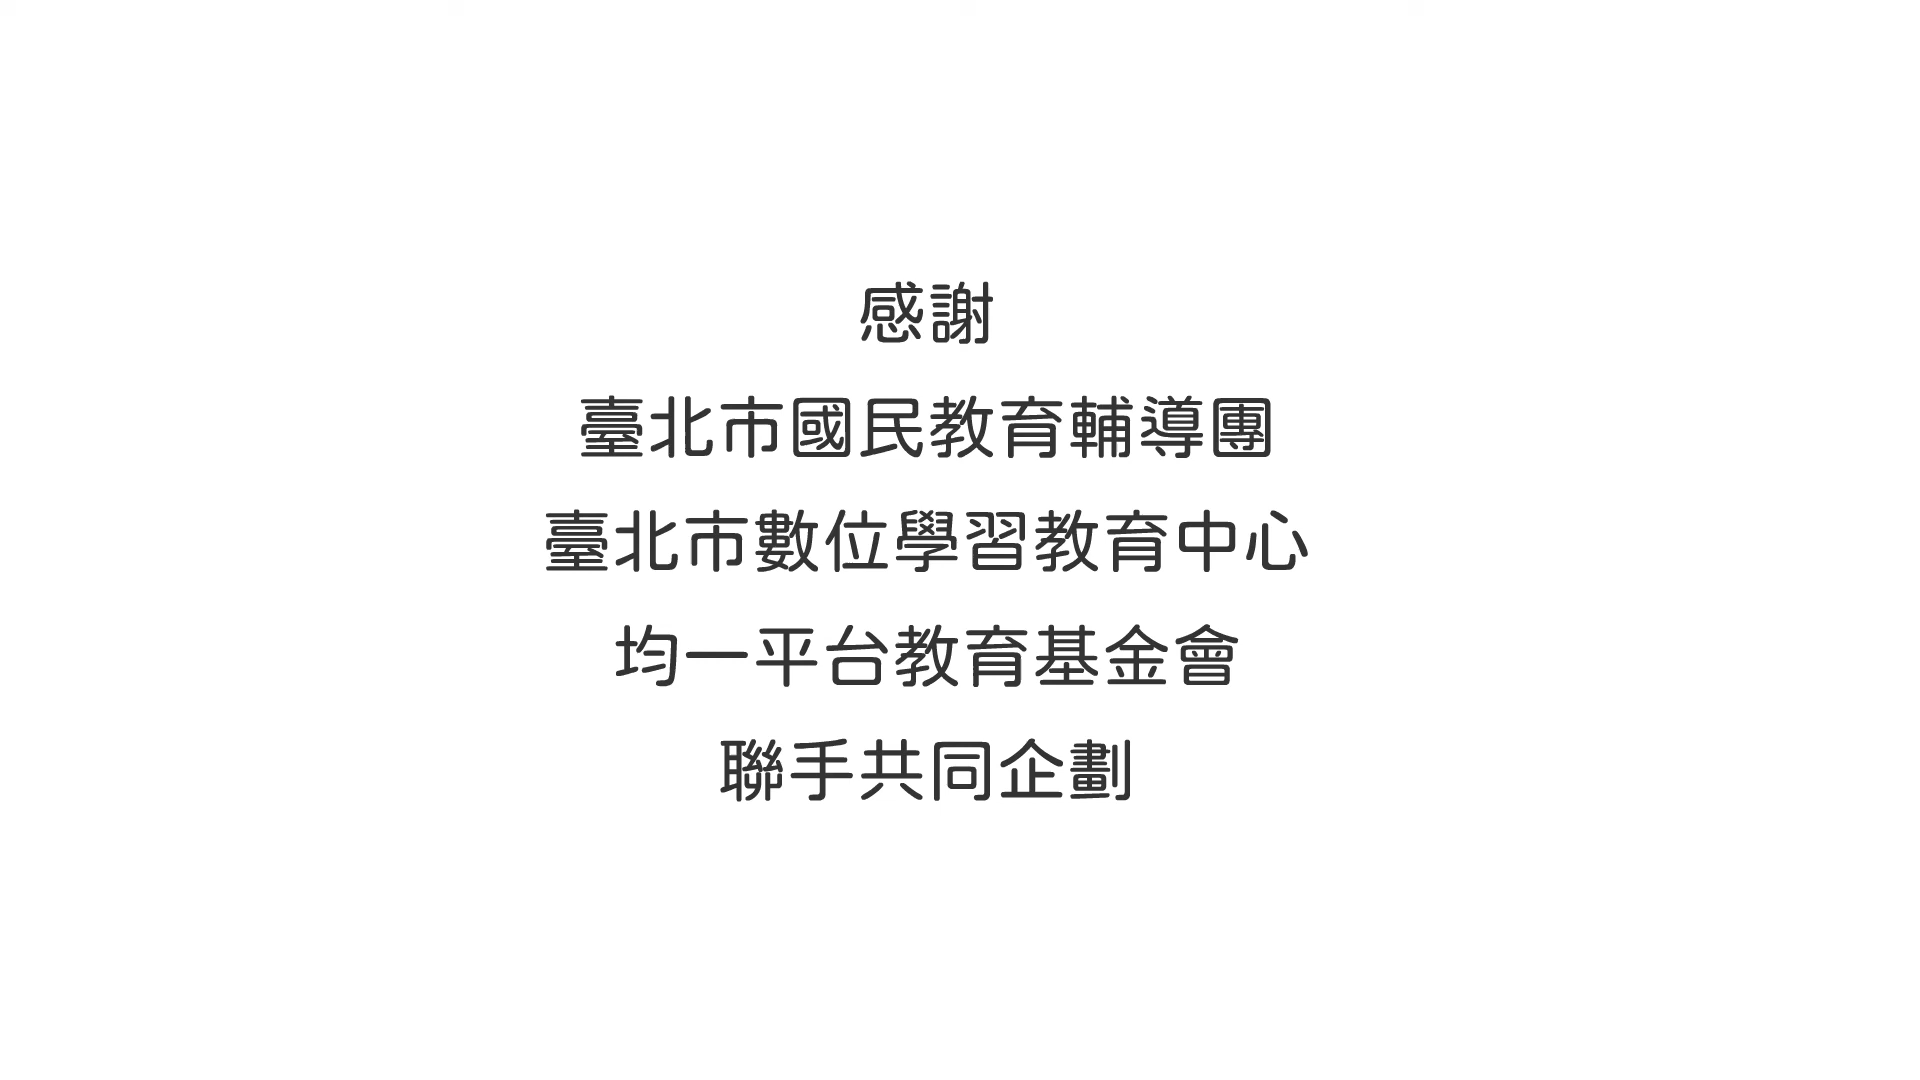 感謝
臺北市國民教育輔導團
臺北市數位學習教育中心
均一平台教育基金會
聯手共同企劃